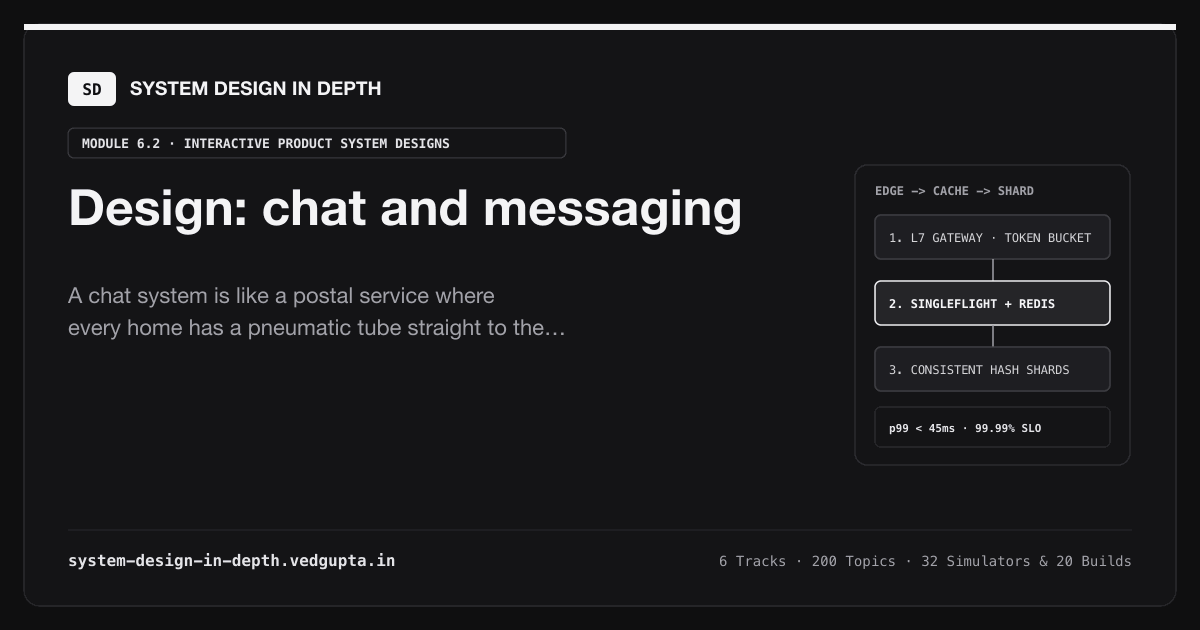 SD
SYSTEM DESIGN IN DEPTH
MODULE 6.2 · INTERACTIVE PRODUCT SYSTEM DESIGNS
Design: chat and messaging
A chat system is like a postal service where
every home has a pneumatic tube straight to the…
EDGE -> CACHE -> SHARD
1. L7 GATEWAY · TOKEN BUCKET
2. SINGLEFLIGHT + REDIS
3. CONSISTENT HASH SHARDS
p99 < 45ms · 99.99% SLO
system-design-in-depth.vedgupta.in
6 Tracks · 200 Topics · 32 Simulators & 20 Builds